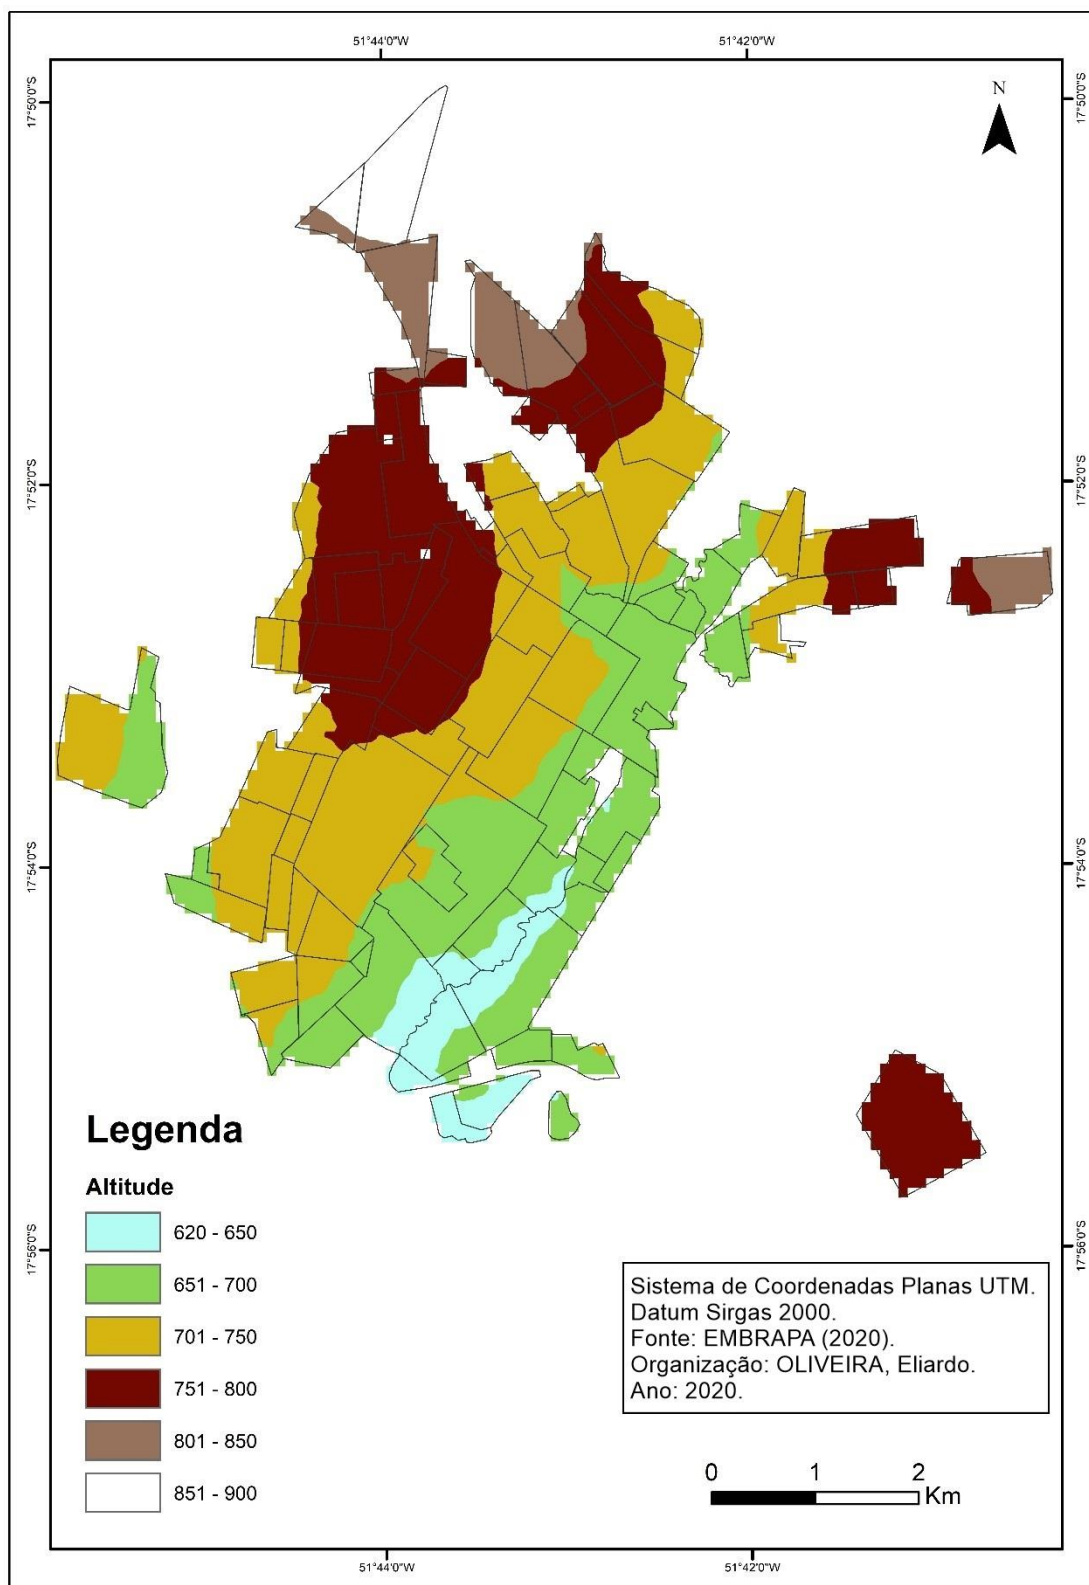 51°44'0"W
51°42'0"W
17°50'0"S
17°50'0"S
N
17°52'0"S
17°52'0"S
17°54'0"S
17°54'0"S
17°56'0"S
17°56'0"S
Legenda
Altitude
620 - 650
651 - 700
701 - 750
751 - 800
801 - 850
851 - 900
Sistema de Coordenadas Planas UTM.
Datum Sirgas 2000.
Fonte: EMBRAPA (2020).
Organização: OLIVEIRA, Eliardo.
Ano: 2020.
0 1 2
Km
51°44'0"W
51°42'0"W